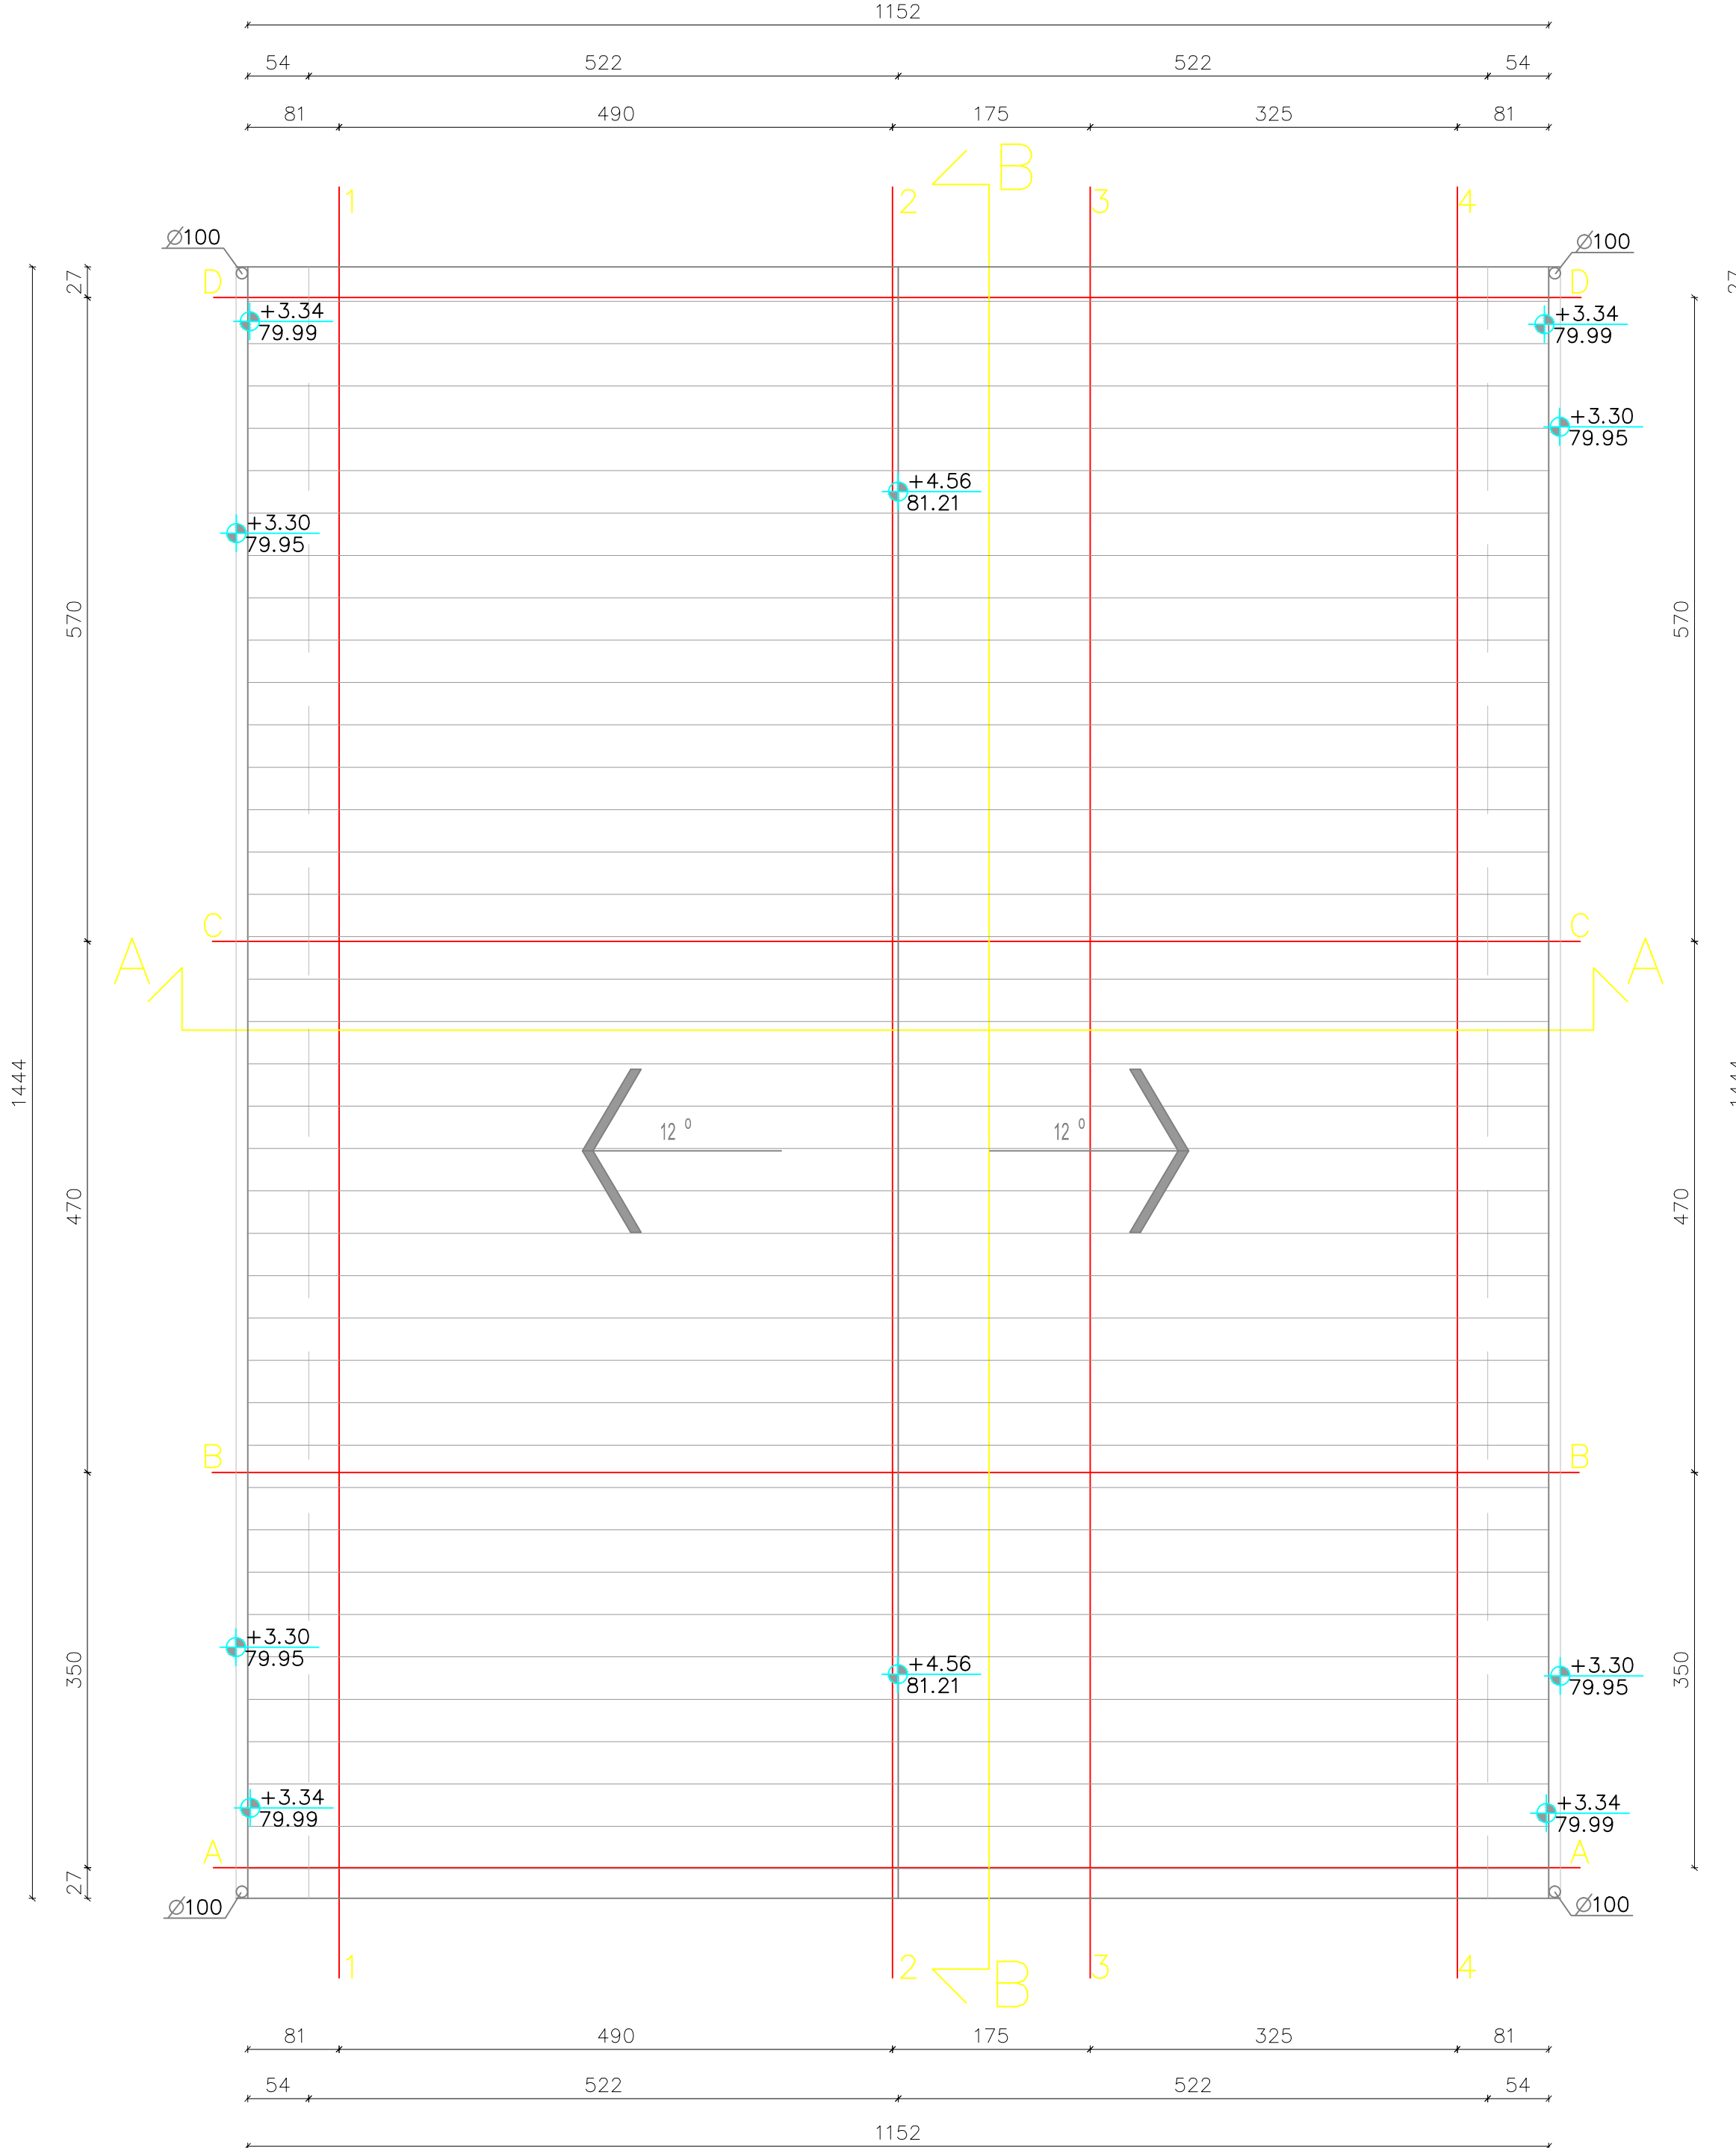 1152
54 522 522 54
81 490 175 325 81
B
1 2 3 4
Ø100 Ø100
27 D D 27
+3.34 +3.34
79.99 79.99
+3.30
79.95
+4.56
81.21
+3.30
79.95
570 570
C C
A A
1444 1444
12 º 12 º
470 470
B B
+3.30
79.95
350 350
+4.56 +3.30
81.21 79.95
+3.34 +3.34
79.99 79.99
A A
27
Ø100 Ø100
1 2 3 4
B
81 490 175 325 81
54 522 522 54
1152